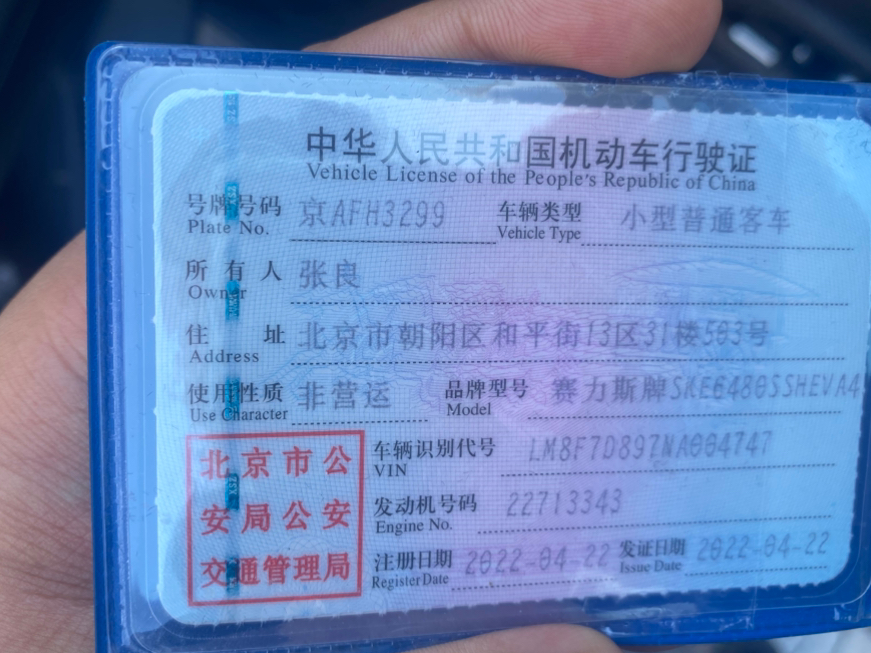 中华人民共和国机动车行驶证
Vehicle License of the People's Republic of China
号牌号码 京AFH3299 车辆类型 小型普通客车
Plate No. Vehicle Type
所有人 张良
Owner
住址 北京市朝阳区和平街13区31楼503号
Address
使用性质 非营运 品牌型号 赛力斯牌SKE6480SSHEVA4
Use Character Model
北京市公
安局公安
交通管理局
车辆识别代号 LM8F7D897NA004747
VIN
发动机号码 22713343
Engine No.
注册日期 2022-04-22 发证日期 2022-04-22
Register Date Issue Date